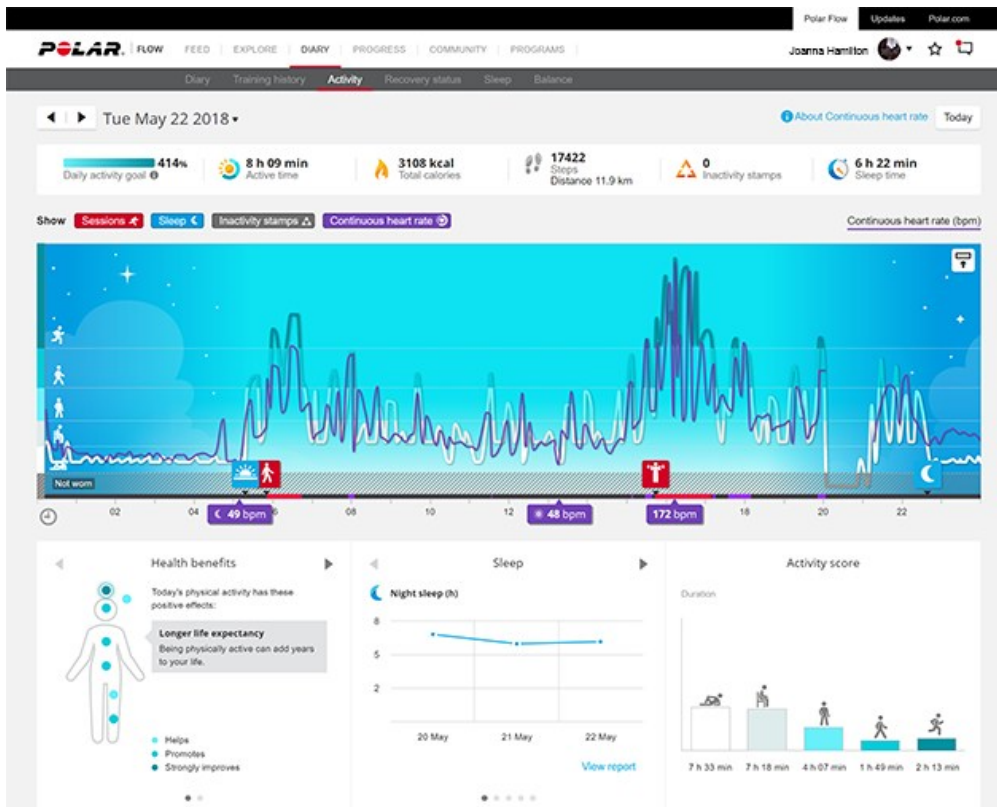 Polar Flow Updates Polar.com
POLAR. FLOW FEED EXPLORE DIARY PROGRESS COMMUNITY PROGRAMS Joanna Hamilton
Diary Training history Activity Recovery status Sleep Balance
Tue May 22 2018 About Continuous heart rate Today
414% 8 h 09 min 3108 kcal 17422 0 6 h 22 min
Daily activity goal Active time Total calories Steps Inactivity stamps Sleep time
Distance 11.9 km
Show Sessions Sleep Inactivity stamps Continuous heart rate Continuous heart rate (bpm)
Not worn
02 04 06 08 10 12 18 20 22
49 bpm 48 bpm 172 bpm
Health benefits
Today's physical activity has these
positive effects:
Longer life expectancy
Being physically active can add years
to your life.
Helps
Promotes
Strongly improves
Sleep
Night sleep (h)
8
5
2
20 May 21 May 22 May
View report
Activity score
Duration
7 h 33 min 7 h 18 min 4 h 07 min 1 h 49 min 2 h 13 min